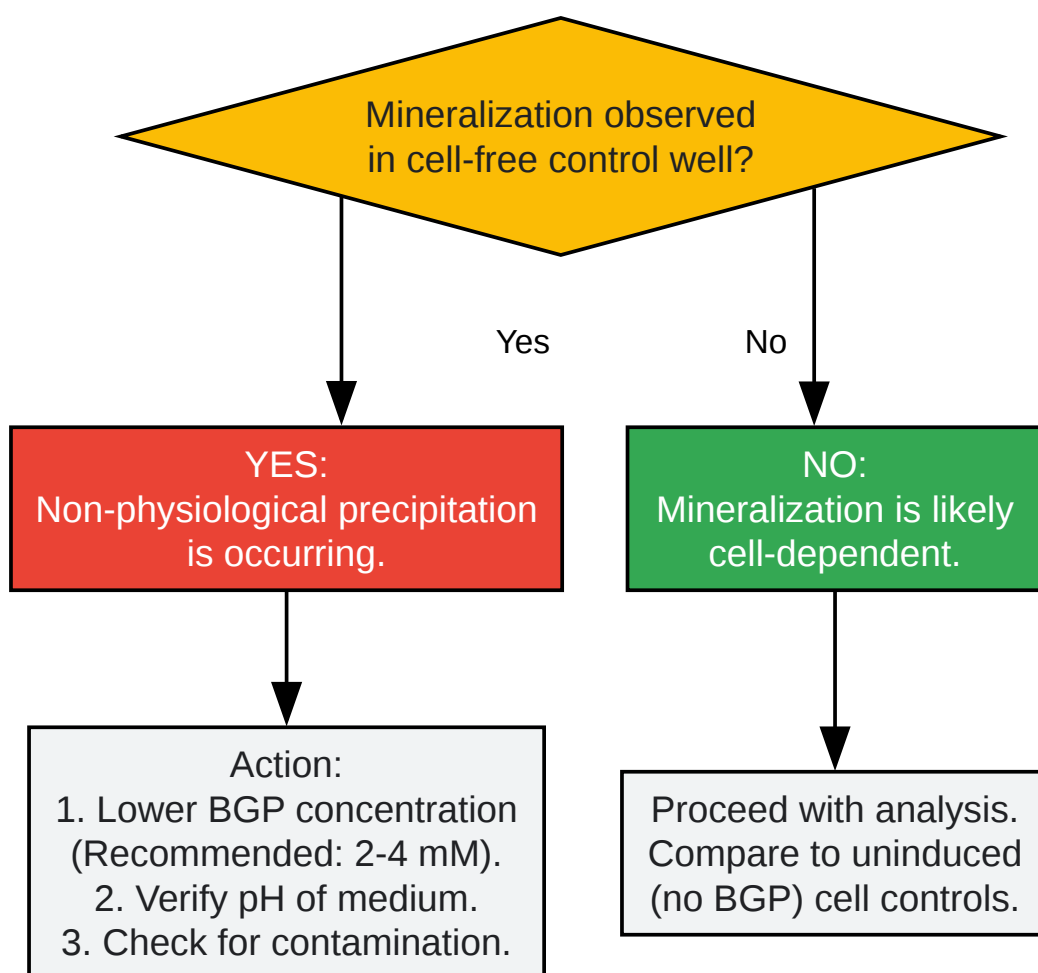 Mineralization observed
in cell-free control well?
Yes
No
YES:
Non-physiological precipitation
is occurring.
NO:
Mineralization is likely
cell-dependent.
Action:
1. Lower BGP concentration
(Recommended: 2-4 mM).
2. Verify pH of medium.
3. Check for contamination.
Proceed with analysis.
Compare to uninduced
(no BGP) cell controls.